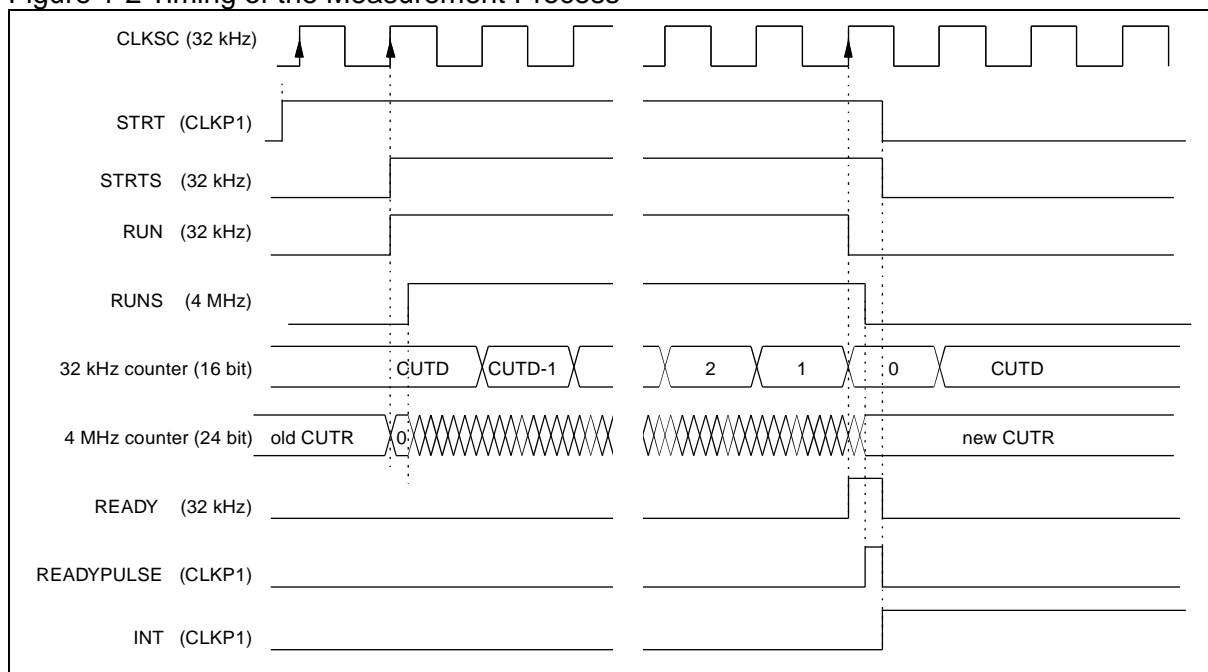 Figure 1-2 Timing of the Measurement Process
CLKSC (32 kHz)
STRT (CLKP1)
STRTS (32 kHz)
RUN (32 kHz)
RUNS (4 MHz)
32 kHz counter (16 bit) CUTD CUTD-1 2 1 0 CUTD
4 MHz counter (24 bit) old CUTR 0 new CUTR
READY (32 kHz)
READYPULSE (CLKP1)
INT (CLKP1)